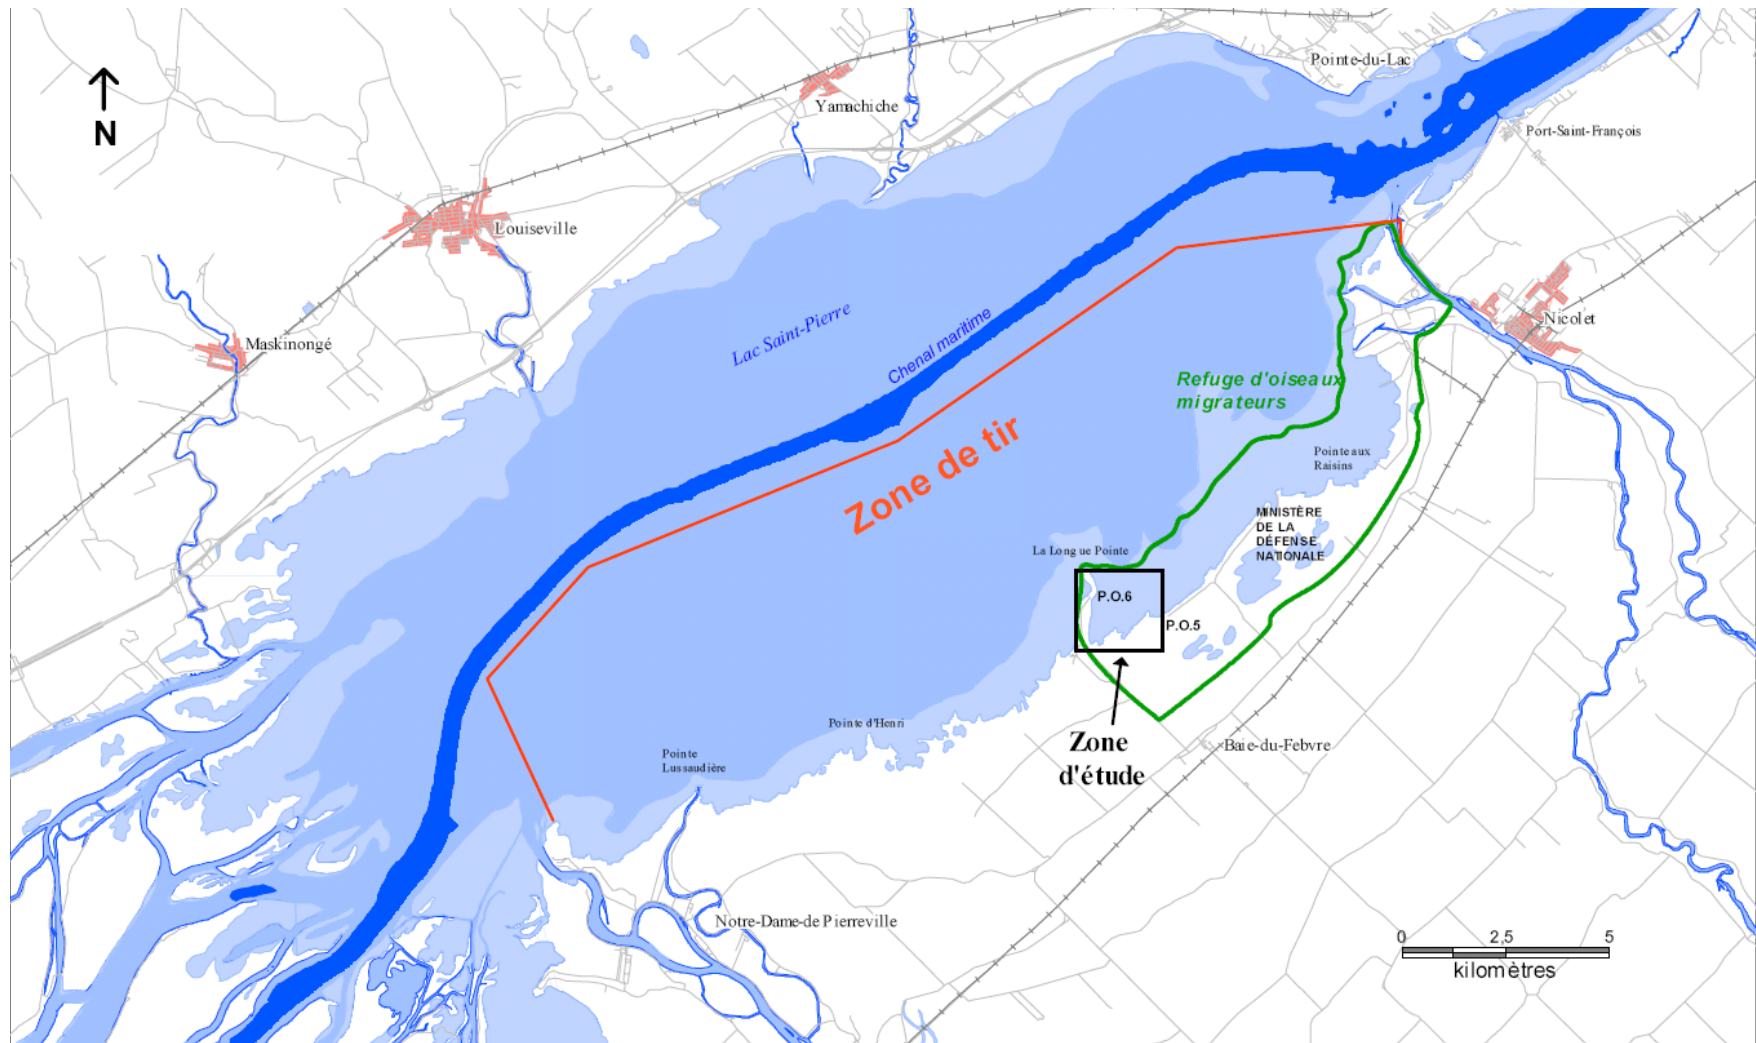 Pointe-du-Lac
N
Yamachiche
Port-Saint-François
Louiseville
Lac Saint-Pierre
Chenal maritime
Nicolet
Maskinongé
Refuge d'oiseaux
migrateurs
Zone de tir
Pointe aux
Raisins
MINISTÈRE
DE LA
DÉFENSE
NATIONALE
La Longue Pointe
P.O.6
P.O.5
Pointe d'Henri
Zone
d'étude
Baie-du-Febvre
Pointe
Lussaudière
Notre-Dame-de Pierreville
0 2,5 5
kilomètres